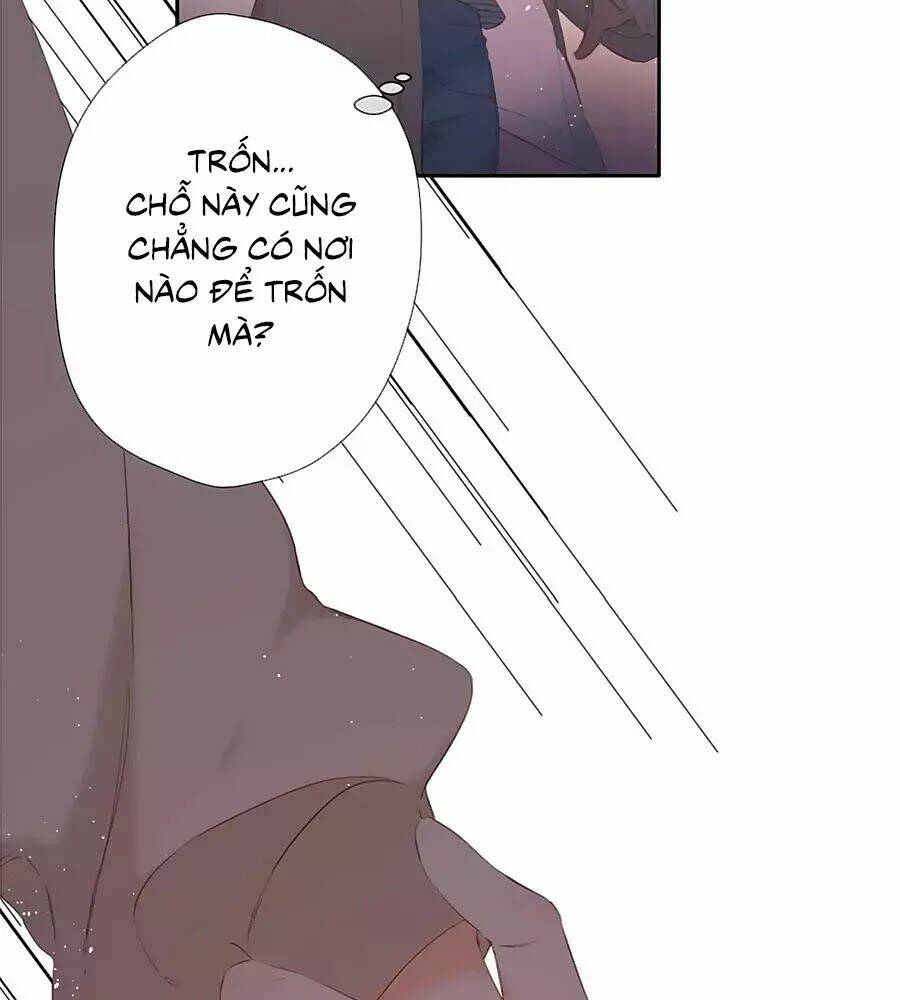 TRỐN...
CHỖ NÀY CŨNG
CHẲNG CÓ NƠI
NÀO ĐỂ TRỐN
MÀ?